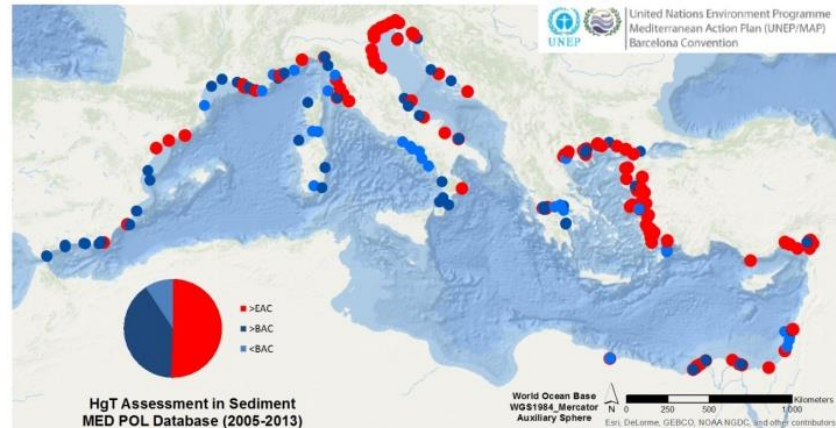 United Nations Environment Programme
Mediterranean Action Plan (UNEP/MAP)
Barcelona Convention
UNEP
>EAC
>BAC
<BAC
HgT Assessment in Sediment
MED POL Database (2005-2013)
World Ocean Base
WGS1984_Mercator
Auxiliary Sphere
N
Kilometers
0 250 500 1,000
Esri, DeLorme, GEBCO, NOAA NGDC, and other contributors